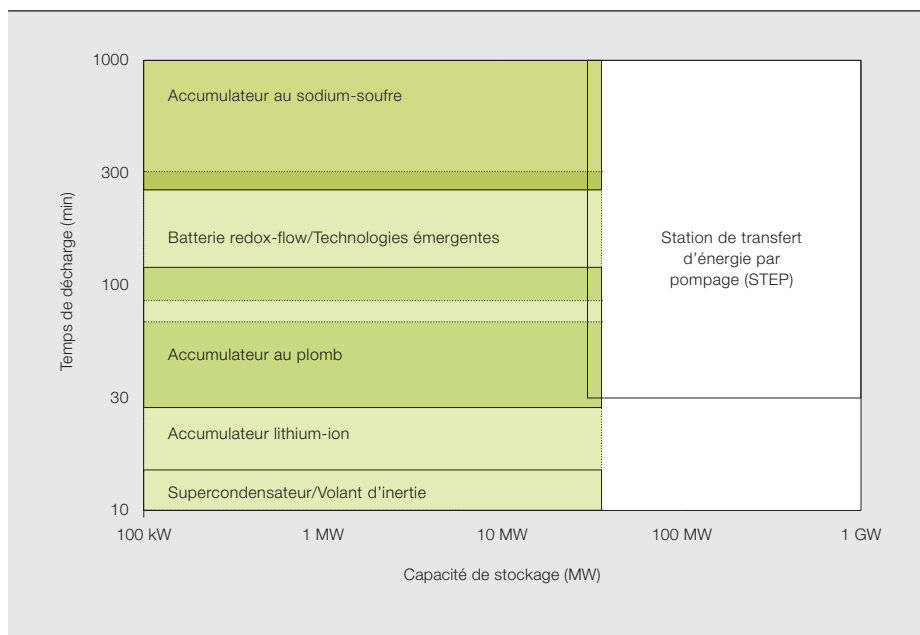 1000
Accumulateur au sodium-soufre
300
Batterie redox-flow/Technologies émergentes
Station de transfert
d’énergie par
pompage (STEP)
100
Temps de décharge (min)
Accumulateur au plomb
30
Accumulateur lithium-ion
Supercondensateur/Volant d’inertie
10
100 kW
1 MW
10 MW
100 MW
1 GW
Capacité de stockage (MW)